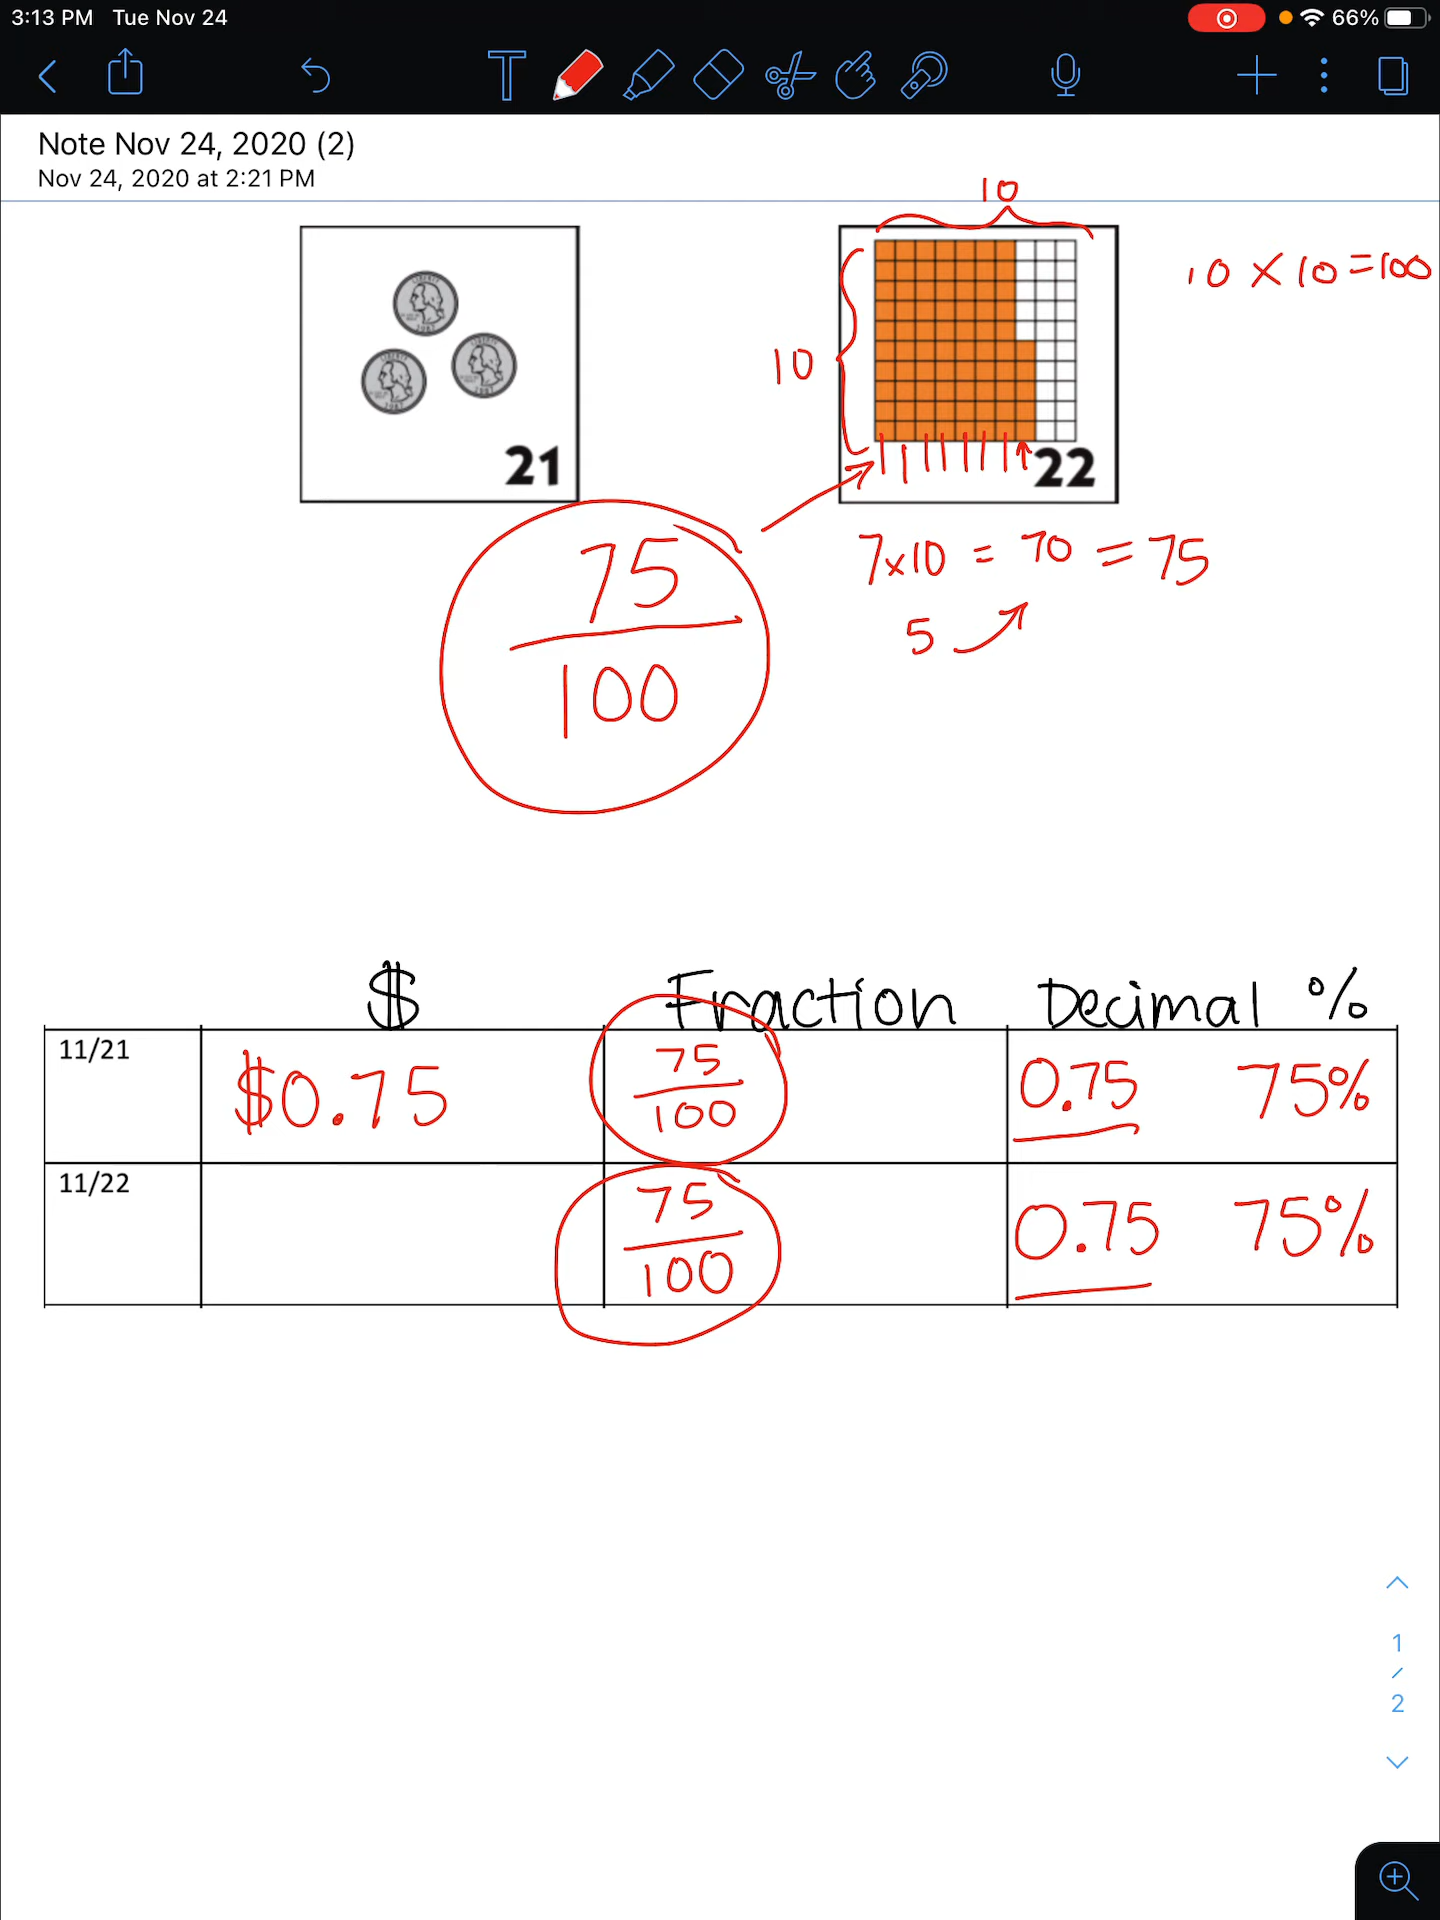 3:13 PM Tue Nov 24
66%
Note Nov 24, 2020 (2)
Nov 24, 2020 at 2:21 PM
10
10 × 10 = 100
10
21
22
75
100
7×10 = 70 = 75
5
$ Fraction Decimal %
11/21 $0.75 75/100 0.75 75%
11/22 75/100 0.75 75%
1
/
2